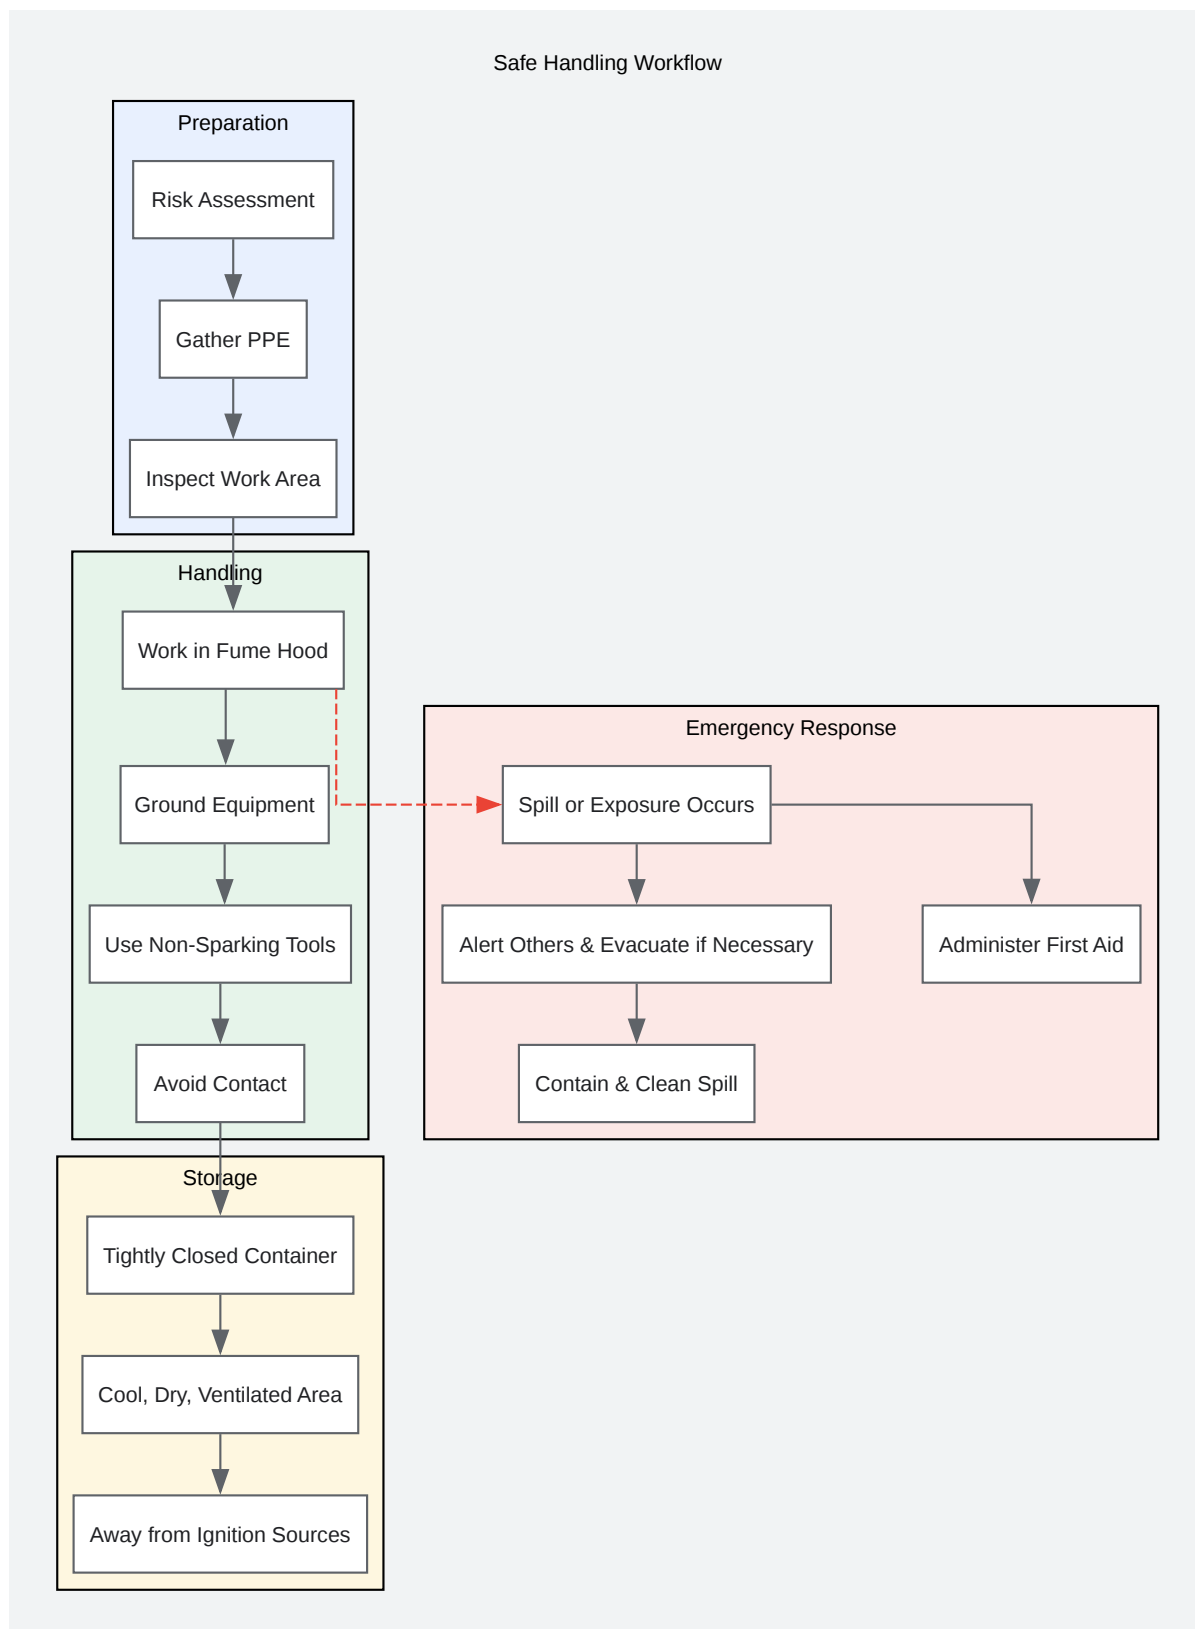 Safe Handling Workflow
Preparation
Risk Assessment
Gather PPE
Inspect Work Area
Handling
Work in Fume Hood
Ground Equipment
Use Non-Sparking Tools
Avoid Contact
Emergency Response
Spill or Exposure Occurs
Alert Others & Evacuate if Necessary
Administer First Aid
Contain & Clean Spill
Storage
Tightly Closed Container
Cool, Dry, Ventilated Area
Away from Ignition Sources